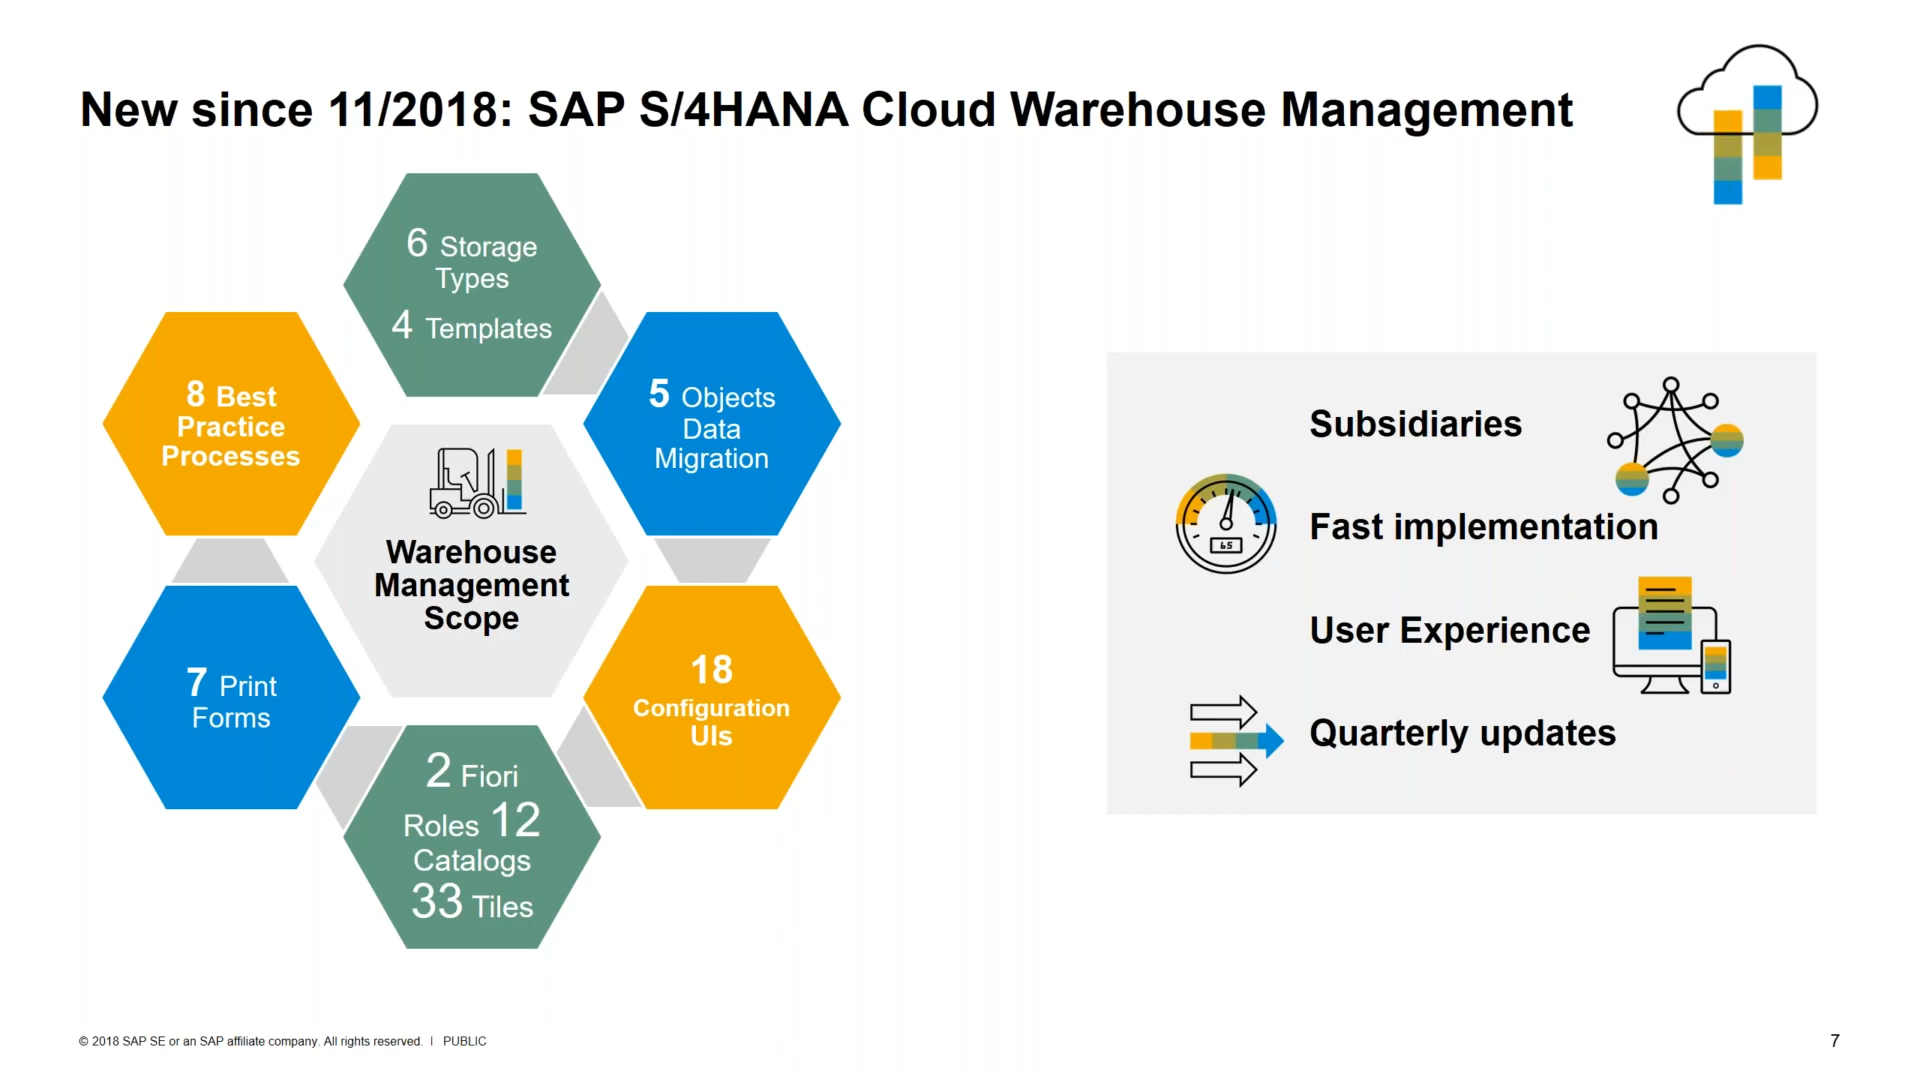 New since 11/2018: SAP S/4HANA Cloud Warehouse Management
6 Storage
Types
4 Templates
8 Best
Practice
Processes
5 Objects
Data
Migration
Warehouse
Management
Scope
7 Print
Forms
18
Configuration
UIs
2 Fiori
Roles 12
Catalogs
33 Tiles
Subsidiaries
65
Fast implementation
User Experience
Quarterly updates
© 2018 SAP SE or an SAP affiliate company. All rights reserved. I PUBLIC
7